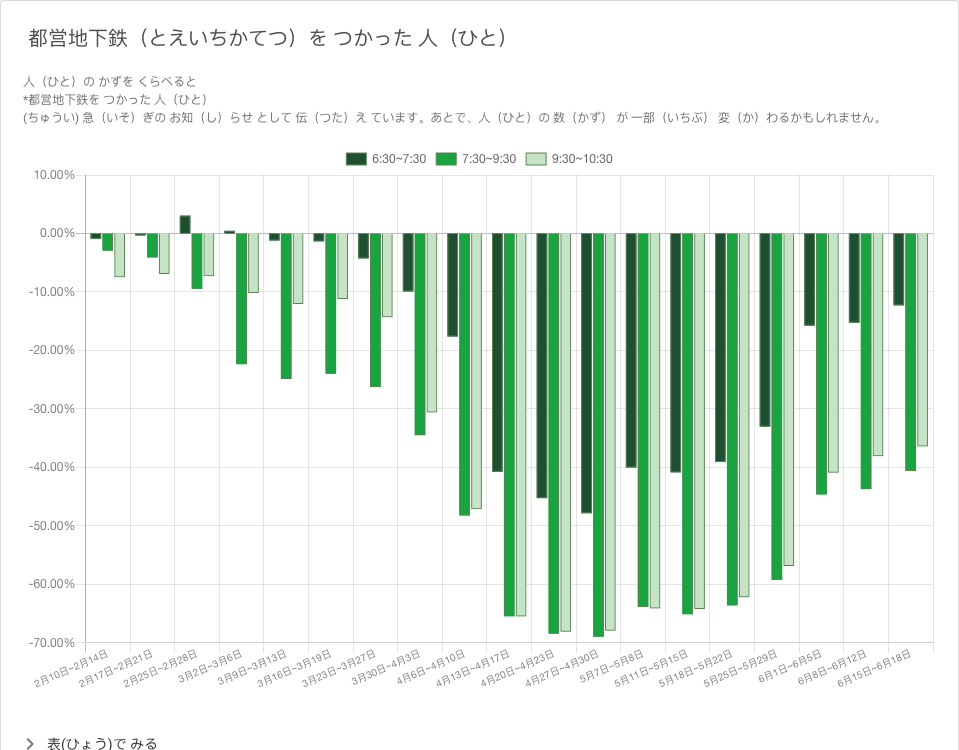 都営地下鉄（とえいちかてつ）を つかった 人（ひと）
人（ひと）の かずを くらべると
*都営地下鉄を つかった 人（ひと）
(ちゅうい) 急（いそ）ぎの お知（し）らせ として 伝（つた）え ています。あとで、人（ひと）の 数（かず） が 一部（いちぶ） 変（か）わるかもしれません。
6:30~7:30 7:30~9:30 9:30~10:30
10.00%
0.00%
-10.00%
-20.00%
-30.00%
-40.00%
-50.00%
-60.00%
-70.00%
2月10日~2月14日
2月17日~2月21日
2月25日~2月28日
3月2日~3月6日
3月9日~3月13日
3月16日~3月19日
3月23日~3月27日
3月30日~4月3日
4月6日~4月10日
4月13日~4月17日
4月20日~4月23日
4月27日~4月30日
5月7日~5月8日
5月11日~5月15日
5月18日~5月22日
5月25日~5月29日
6月1日~6月5日
6月8日~6月12日
6月15日~6月18日
表(ひょう)で みる